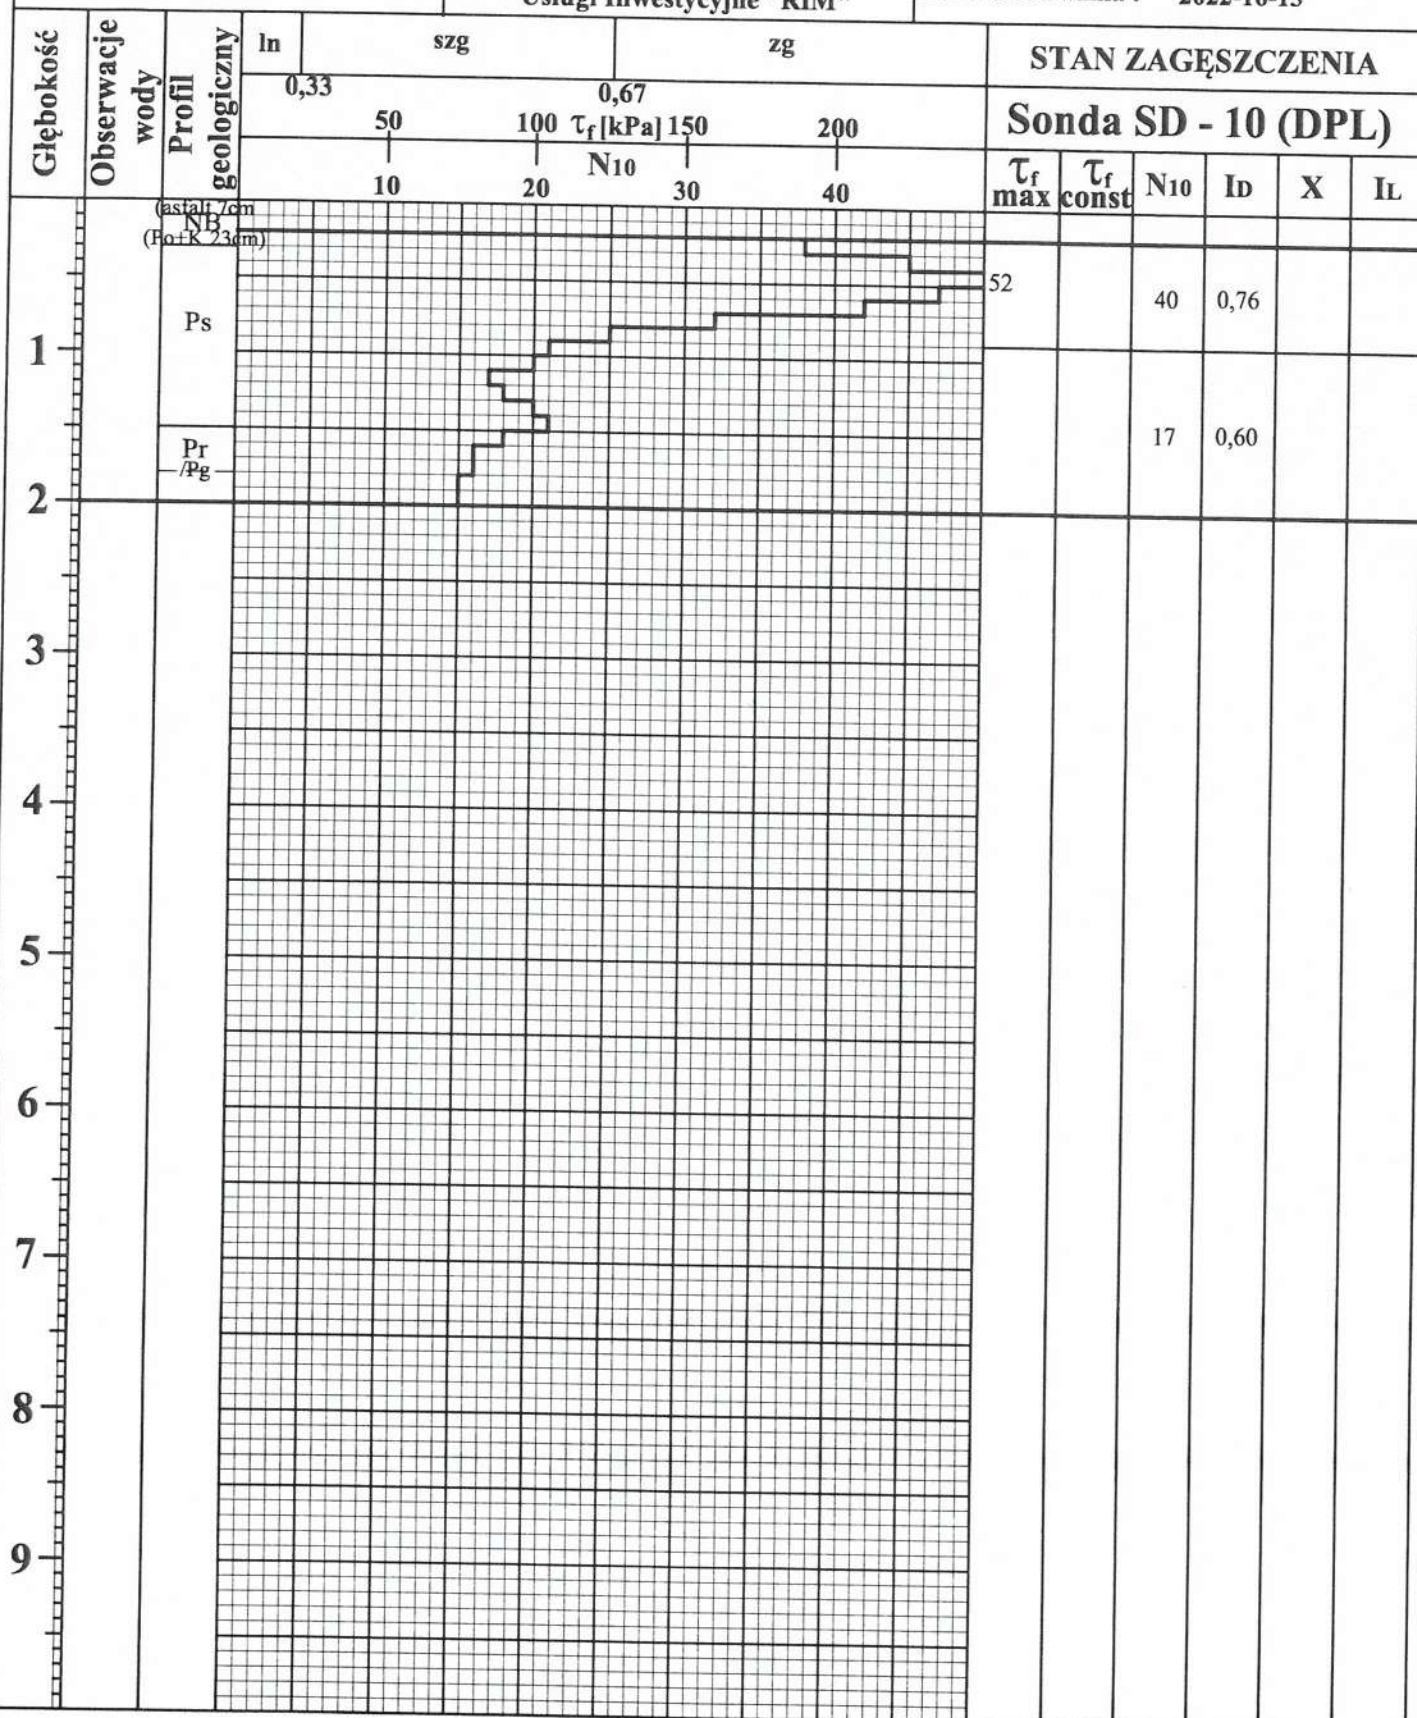 Usługi Inwestycyjne "RIM"
Głębokość
Obserwacje
wody
Profil
geologiczny
ln szg zg
0,33 0,67
50 100 τf [kPa] 150 200
N10
10 20 30 40
STAN ZAGĘSZCZENIA
Sonda SD - 10 (DPL)
τf max τf const N10 ID X IL
(asfalt 7cm
NB
(Po+K 23cm)
52
Ps
40 0,76
1
Pr
/Pg
17 0,60
2
3
4
5
6
7
8
9